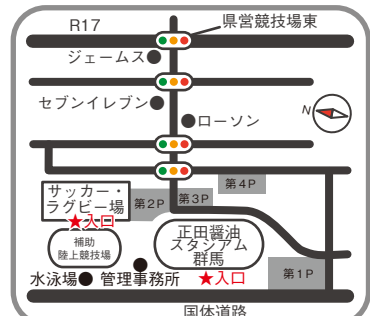 R17
県営競技場東
ジェームス
セブンイレブン
ローソン
N
第4P
第3P
第2P
サッカー・
ラグビー場
★入口
補助
陸上競技場
正田醤油
スタジアム
群馬
水泳場
管理事務所
★入口
第1P
国体道路